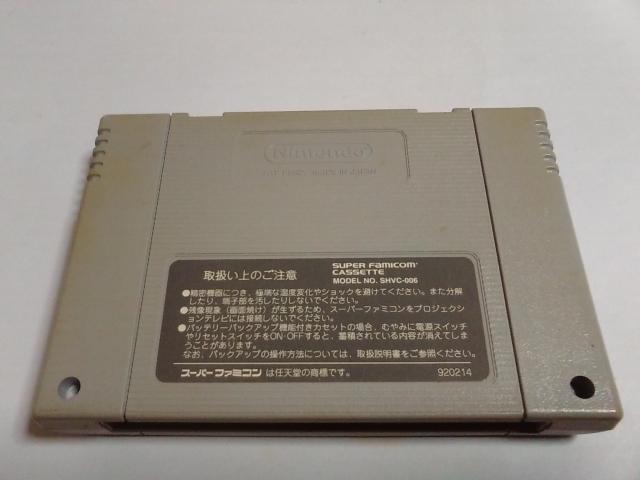 Nintendo
取扱い上のご注意
SUPER FAMICOM
CASSETTE
MODEL NO. SHVC-006
●精密機器につき、極端な温度変化やショックを避けてください。また分解
したり、端子部を汚したりしないでください。
●残像現象(画面焼け)が生ずるため、スーパーファミコンをプロジェクシ
ョンテレビには接続しないでください。
●バッテリーバックアップ機能付きカセットの場合、むやみに電源スイッチ
やリセットスイッチをON・OFFすると、蓄積されている内容が消えてしま
うことがあります。
なお、バックアップの操作方法については、取扱説明書をご参照ください。
スーパーファミコン は任天堂の商標です。
920214